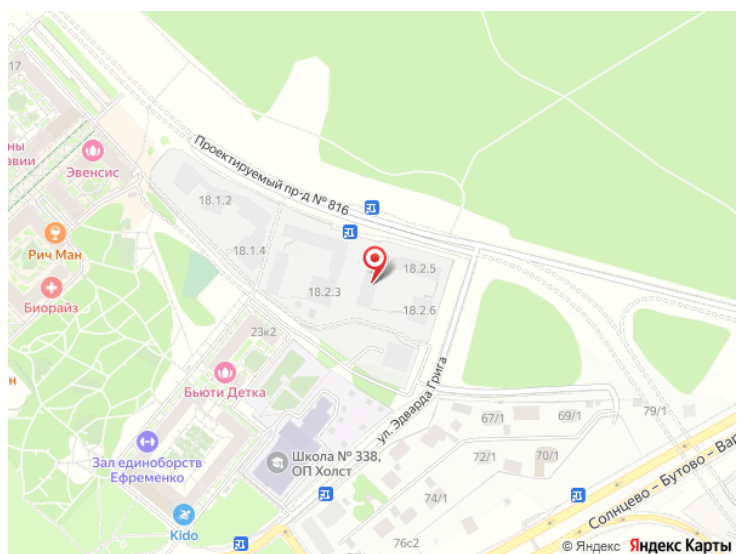 17
ны
авии
Эвенсис
Проектируемый пр-д № 816
18.1.2
Рич Ман
18.1.4
18.2.5
Биорайз
18.2.3
18.2.6
23к2
н
Бьюти Детка
ул. Эдварда Грига
67/1
69/1
79/1
Зал единоборств
Ефременко
Школа № 338,
ОП Холст
72/1
70/1
74/1
Солнцево – Бутово – Вар
Kido
76с2
© Яндекс Яндекс Карты